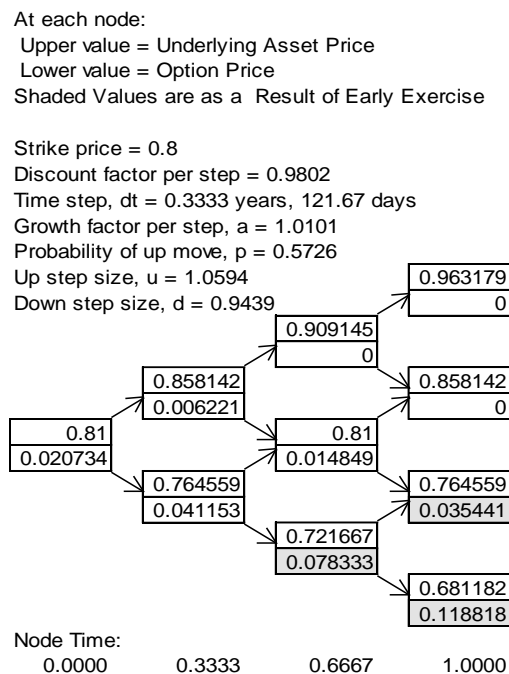 At each node:
Upper value = Underlying Asset Price
Lower value = Option Price
Shaded Values are as a Result of Early Exercise
Strike price = 0.8
Discount factor per step = 0.9802
Time step, dt = 0.3333 years, 121.67 days
Growth factor per step, a = 1.0101
Probability of up move, p = 0.5726
Up step size, u = 1.0594
Down step size, d = 0.9439
0.963179
0
0.909145
0
0.858142
0.006221
0.858142
0
0.81
0.020734
0.81
0.014849
0.764559
0.041153
0.764559
0.035441
0.721667
0.078333
0.681182
0.118818
Node Time:
0.0000 0.3333 0.6667 1.0000